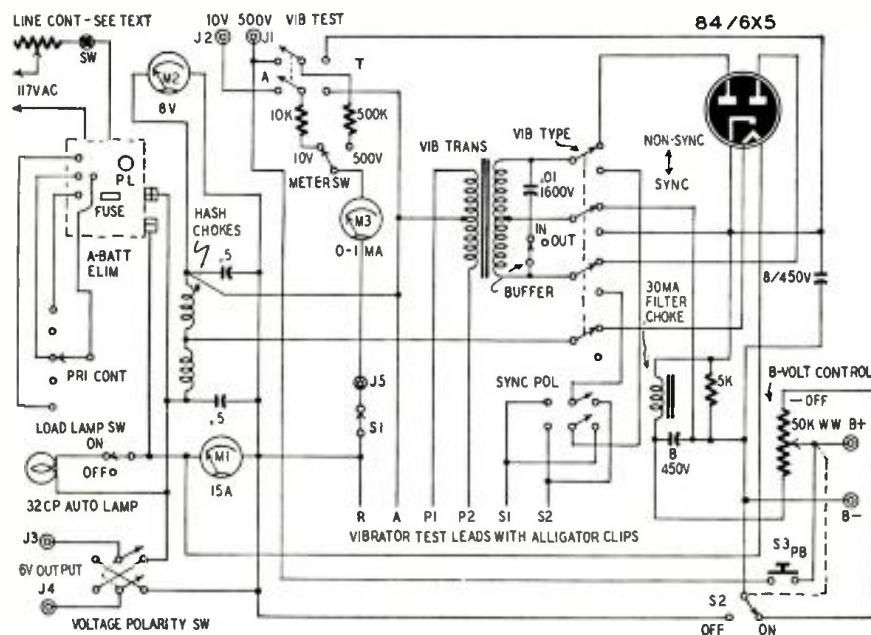 LINE CONT - SEE TEXT
SW
117VAC
M2
8V
10V 500V
J2 J1
VIB TEST
T
A
10K
500K
10V
500V
METER SW
M3
0-1 MA
84/6X5
VIB TRANS
VIB TYPE
NON-SYNC
SYNC
.01
1600V
IN
OUT
BUFFER
PL
FUSE
A-BATT
ELIM
HASH
CHOKES
.5
PRI CONT
.5
30MA
FILTER
CHOKE
8/450V
5K
B-VOLT CONTROL
- OFF
50K WW
B+
8
450V
B-
J5
S1
SYNC POL
LOAD LAMP SW
ON
OFF
M1
15A
32CP AUTO LAMP
R A P1 P2 S1 S2
VIBRATOR TEST LEADS WITH ALLIGATOR CLIPS
J3
6V OUTPUT
J4
VOLTAGE POLARITY SW
S3 PB
S2
OFF
ON